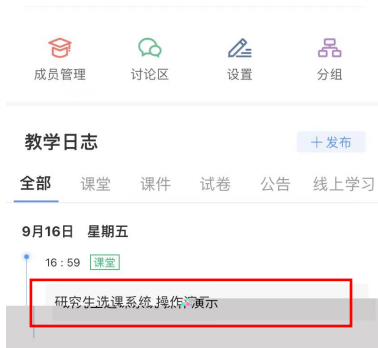 成员管理 讨论区 设置 分组
教学日志 +发布
全部 课堂 课件 试卷 公告 线上学习
9月16日 星期五
16:59 课堂
研究生选课系统 操作演示